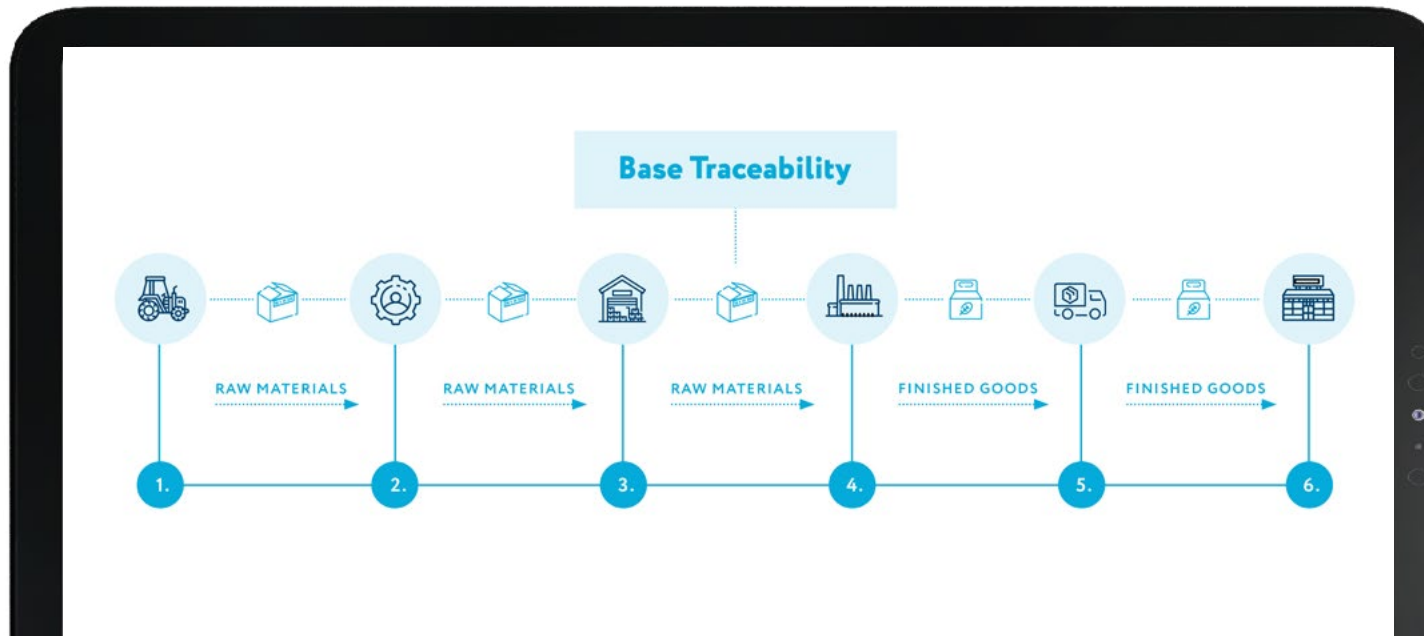 Base Traceability
RAW MATERIALS
RAW MATERIALS
RAW MATERIALS
FINISHED GOODS
FINISHED GOODS
1.
2.
3.
4.
5.
6.